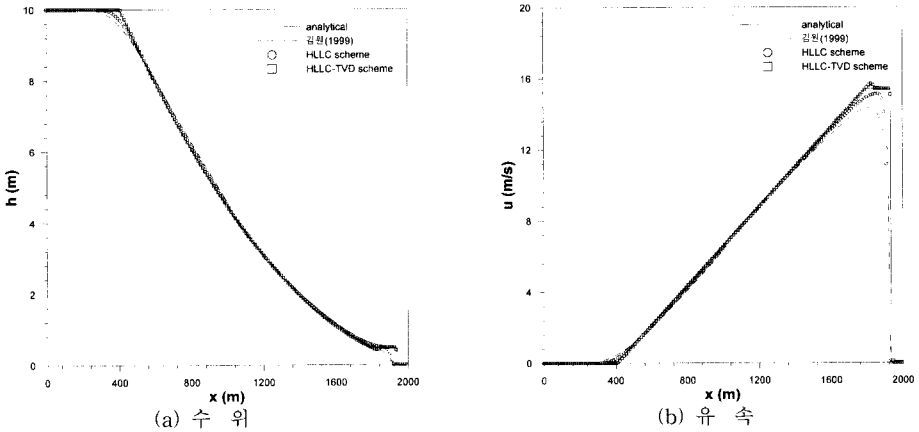 10
8
6
4
2
0
h (m)
0
400
800
1200
1600
2000
x (m)
analytical
김원(1999)
HLLC scheme
HLLC-TVD scheme
(a) 수 위
20
16
12
8
4
0
u (m/s)
0
400
800
1200
1600
2000
x (m)
analytical
김원(1999)
HLLC scheme
HLLC-TVD scheme
(b) 유 속